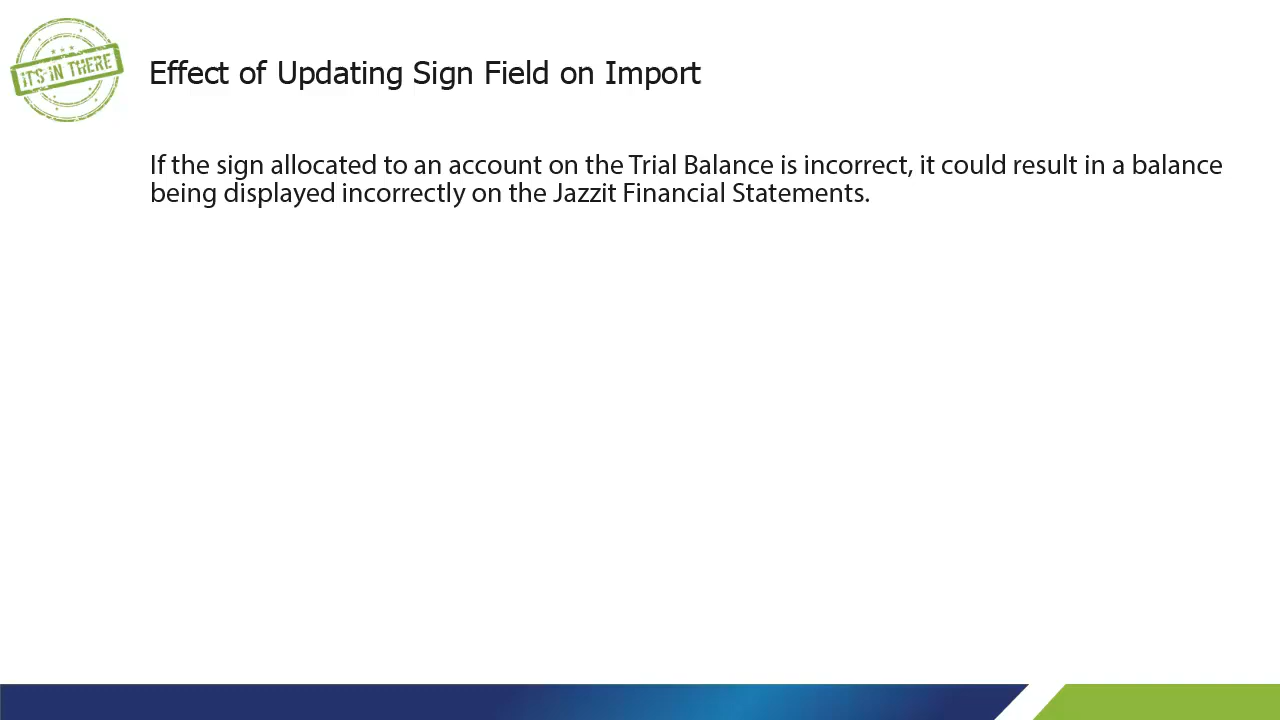 IT'S IN THERE
Effect of Updating Sign Field on Import
If the sign allocated to an account on the Trial Balance is incorrect, it could result in a balance
being displayed incorrectly on the Jazzit Financial Statements.